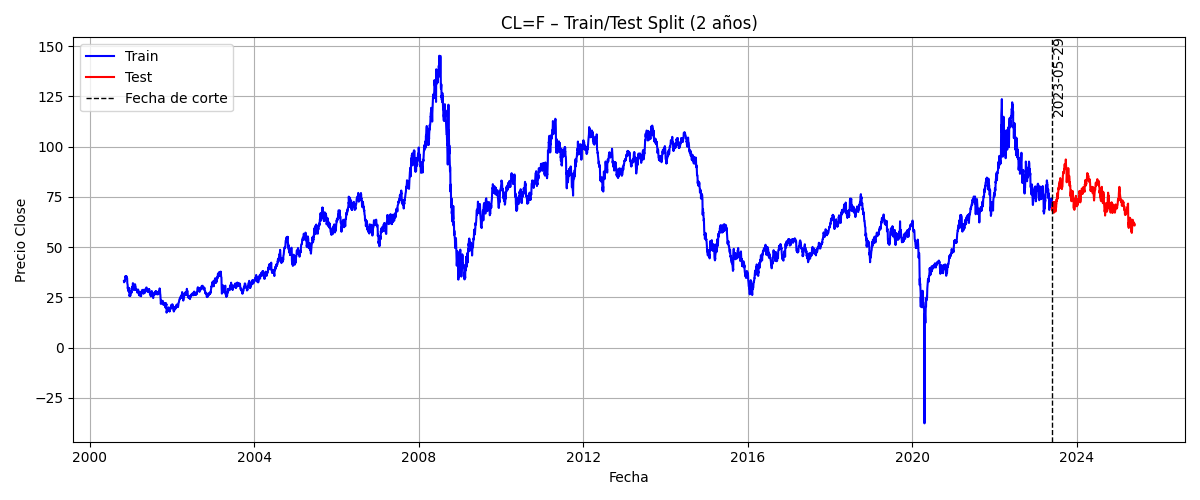 CL=F – Train/Test Split (2 años)
Train
Test
Fecha de corte
2023-05-29
Precio Close
150
125
100
75
50
25
0
−25
2000
2004
2008
2012
2016
2020
2024
Fecha